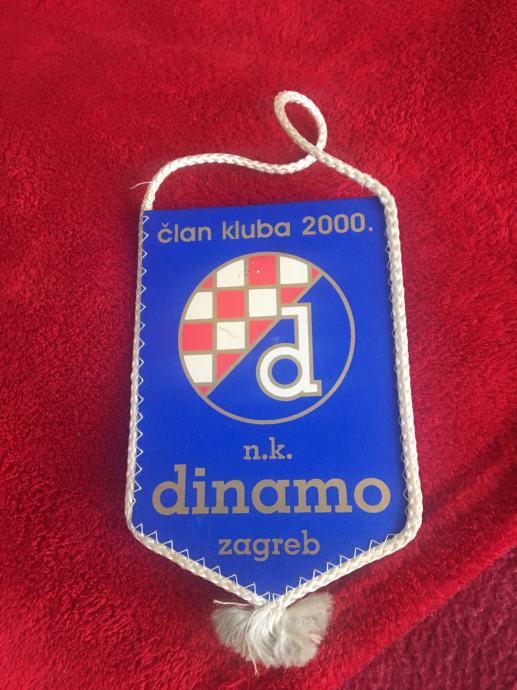 član kluba 2000.
d
n.k.
dinamo
zagreb